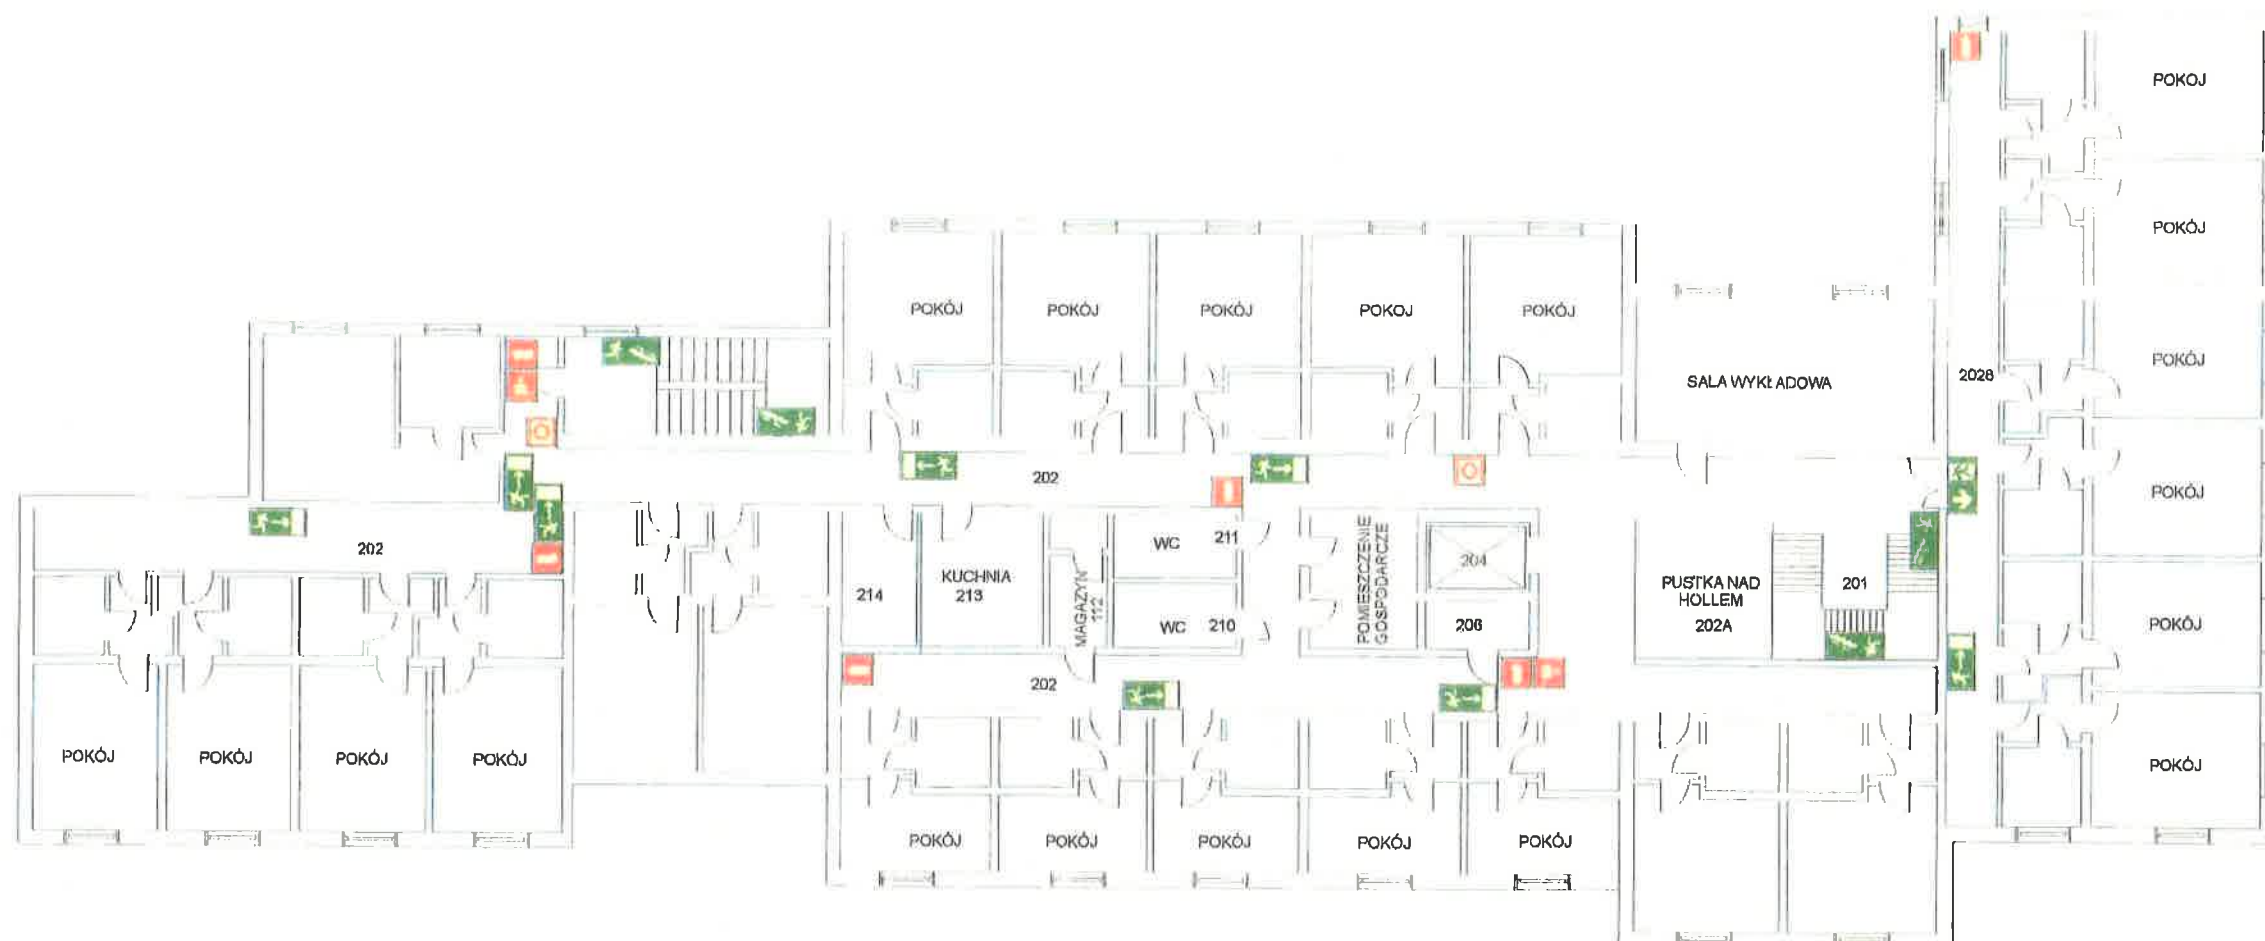 POKOJ
POKÓJ
POKÓJ
POKÓJ
POKÓJ
POKOJ
POKÓJ
POKÓJ
SALA WYKŁADOWA
2028
202
POKÓJ
202
WC 211
KUCHNIA
213
214
MAGAZYN
112
WC 210
POMIESZCZENIE
GOSPODARCZE
204
206
PUSTKA NAD
HOLLEM
202A
201
POKÓJ
202
POKÓJ
POKÓJ
POKÓJ
POKÓJ
POKÓJ
POKÓJ
POKÓJ
POKÓJ
POKÓJ
POKÓJ